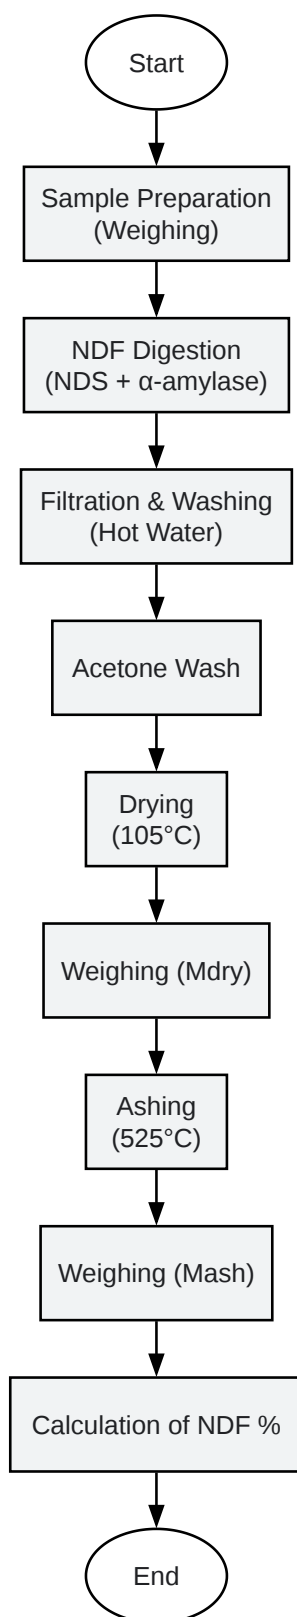 Start
Sample Preparation
(Weighing)
NDF Digestion
(NDS + α-amylase)
Filtration & Washing
(Hot Water)
Acetone Wash
Drying
(105°C)
Weighing (Mdry)
Ashing
(525°C)
Weighing (Mash)
Calculation of NDF %
End